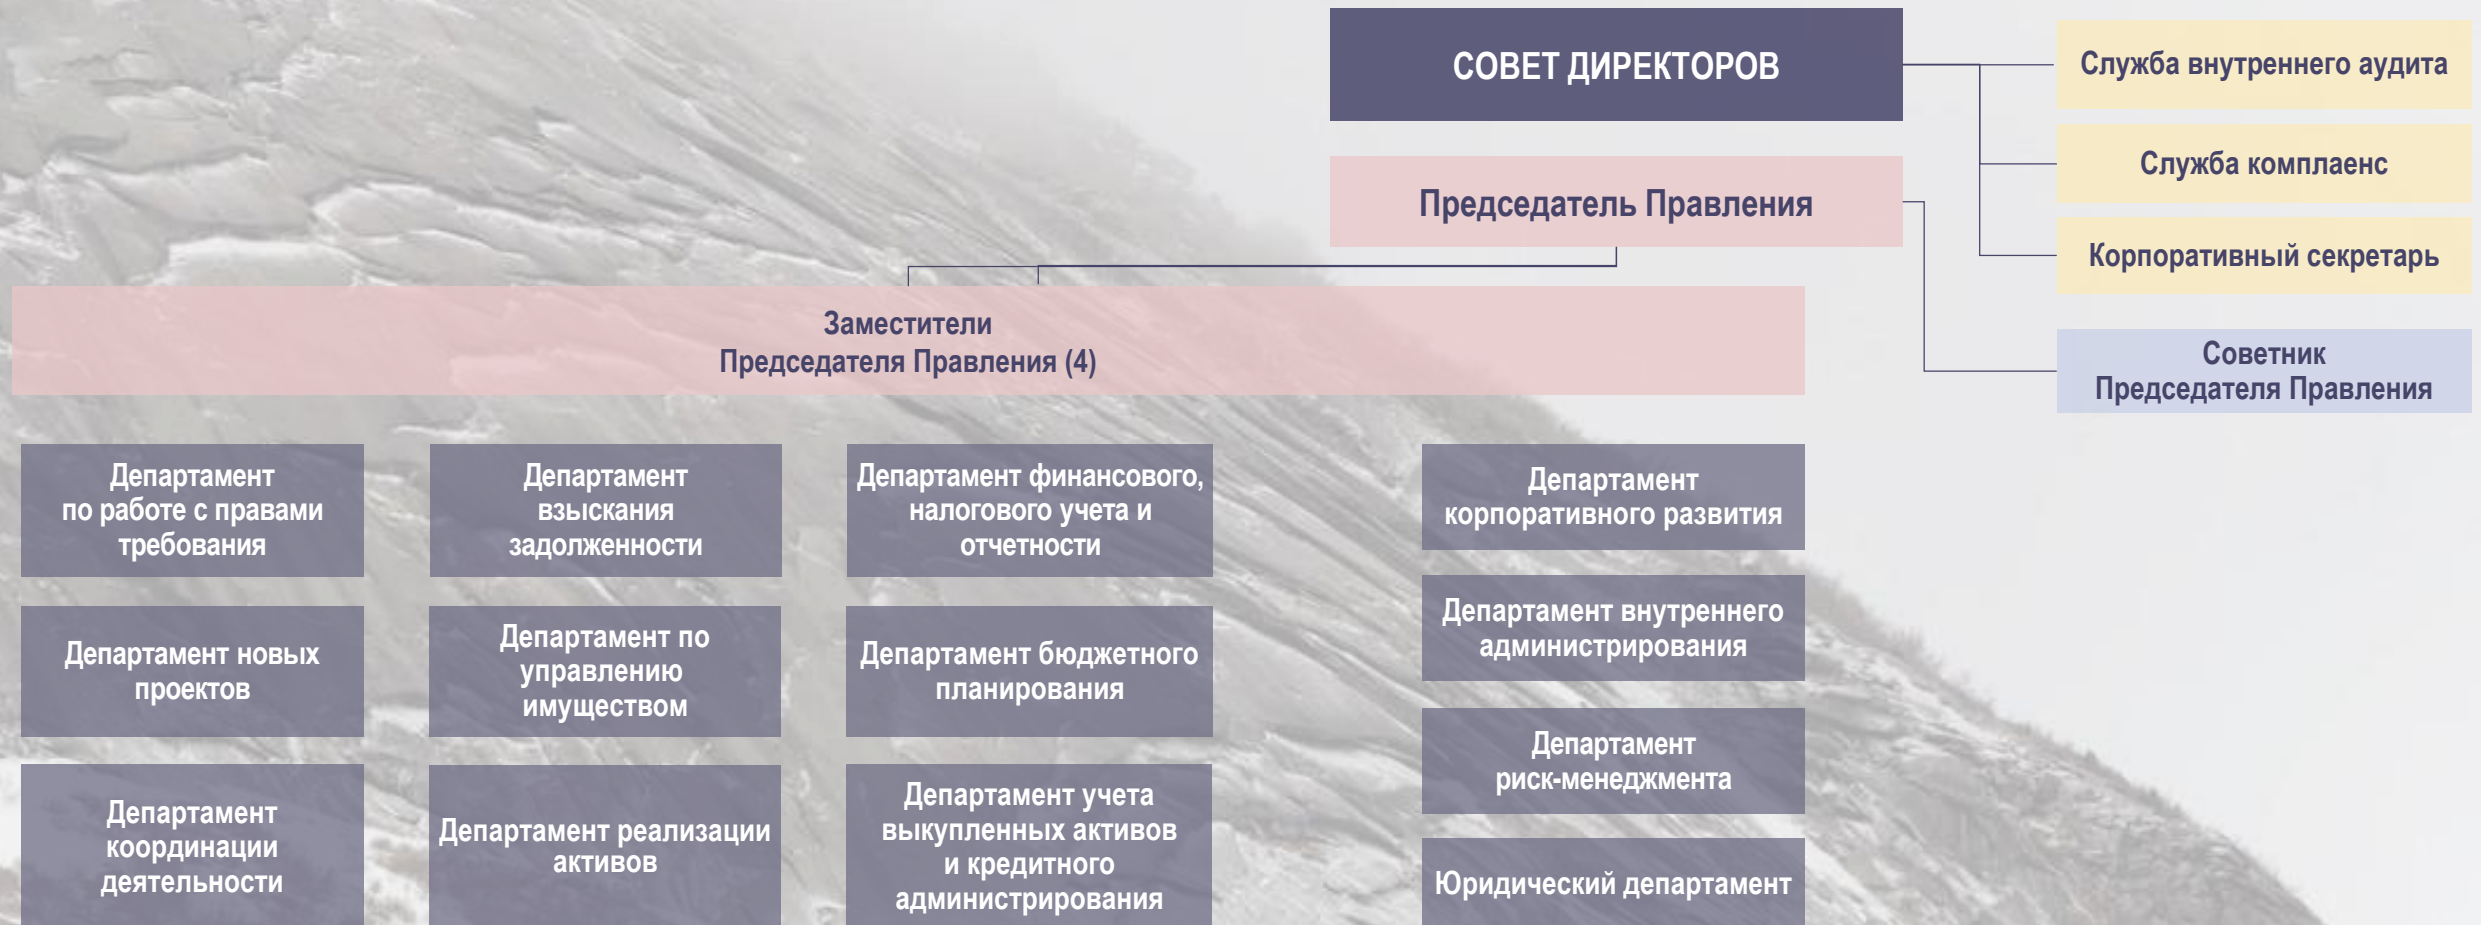 СОВЕТ ДИРЕКТОРОВ
Служба внутреннего аудита
Служба комплаенс
Председатель Правления
Корпоративный секретарь
Заместители
Председателя Правления (4)
Советник
Председателя Правления
Департамент
по работе с правами
требования
Департамент
взыскания
задолженности
Департамент финансового,
налогового учета и
отчетности
Департамент
корпоративного развития
Департамент новых
проектов
Департамент по
управлению
имуществом
Департамент бюджетного
планирования
Департамент внутреннего
администрирования
Департамент
риск-менеджмента
Департамент
координации
деятельности
Департамент реализации
активов
Департамент учета
выкупленных активов
и кредитного
администрирования
Юридический департамент